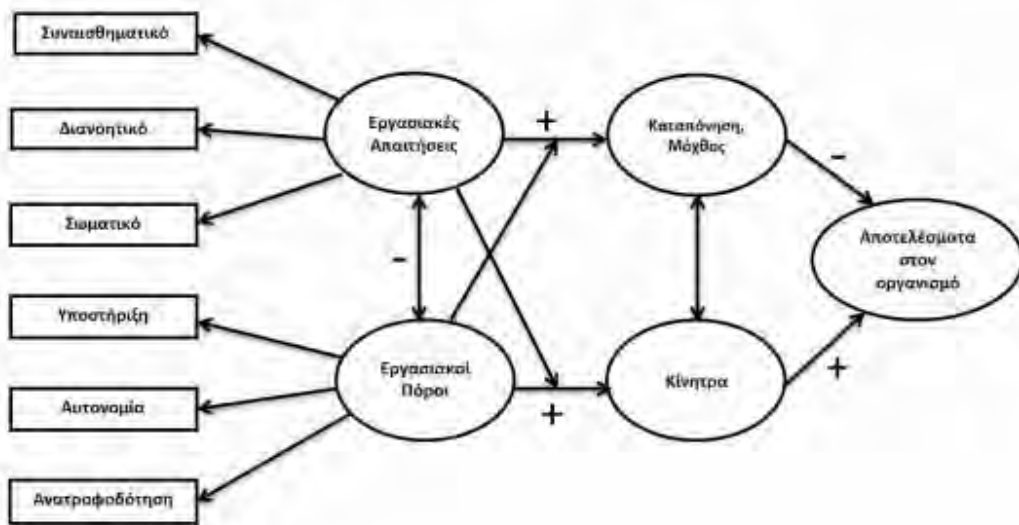 Συναισθηματικό
Διανοητικό
Σωματικό
Υποστήριξη
Αυτονομία
Ανατροφοδότηση
Εργασιακές
Απαιτήσεις
-
Εργασιακοί
Πόροι
+
+
Καταπόνηση,
Μόχθος
Κίνητρα
-
+
Αποτελέσματα
στον
οργανισμό